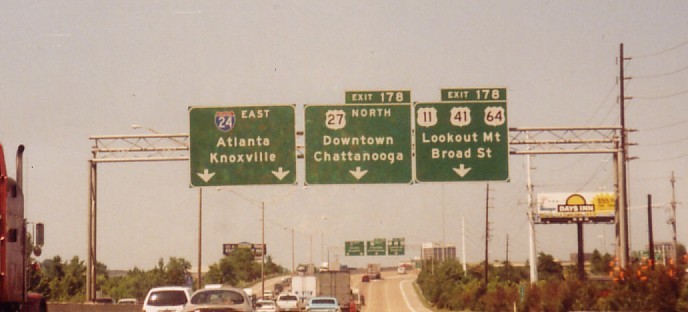 24 EAST
Atlanta
Knoxville
EXIT 178
27 NORTH
Downtown
Chattanooga
EXIT 178
11 41 64
Lookout Mt
Broad St
DAYS INN